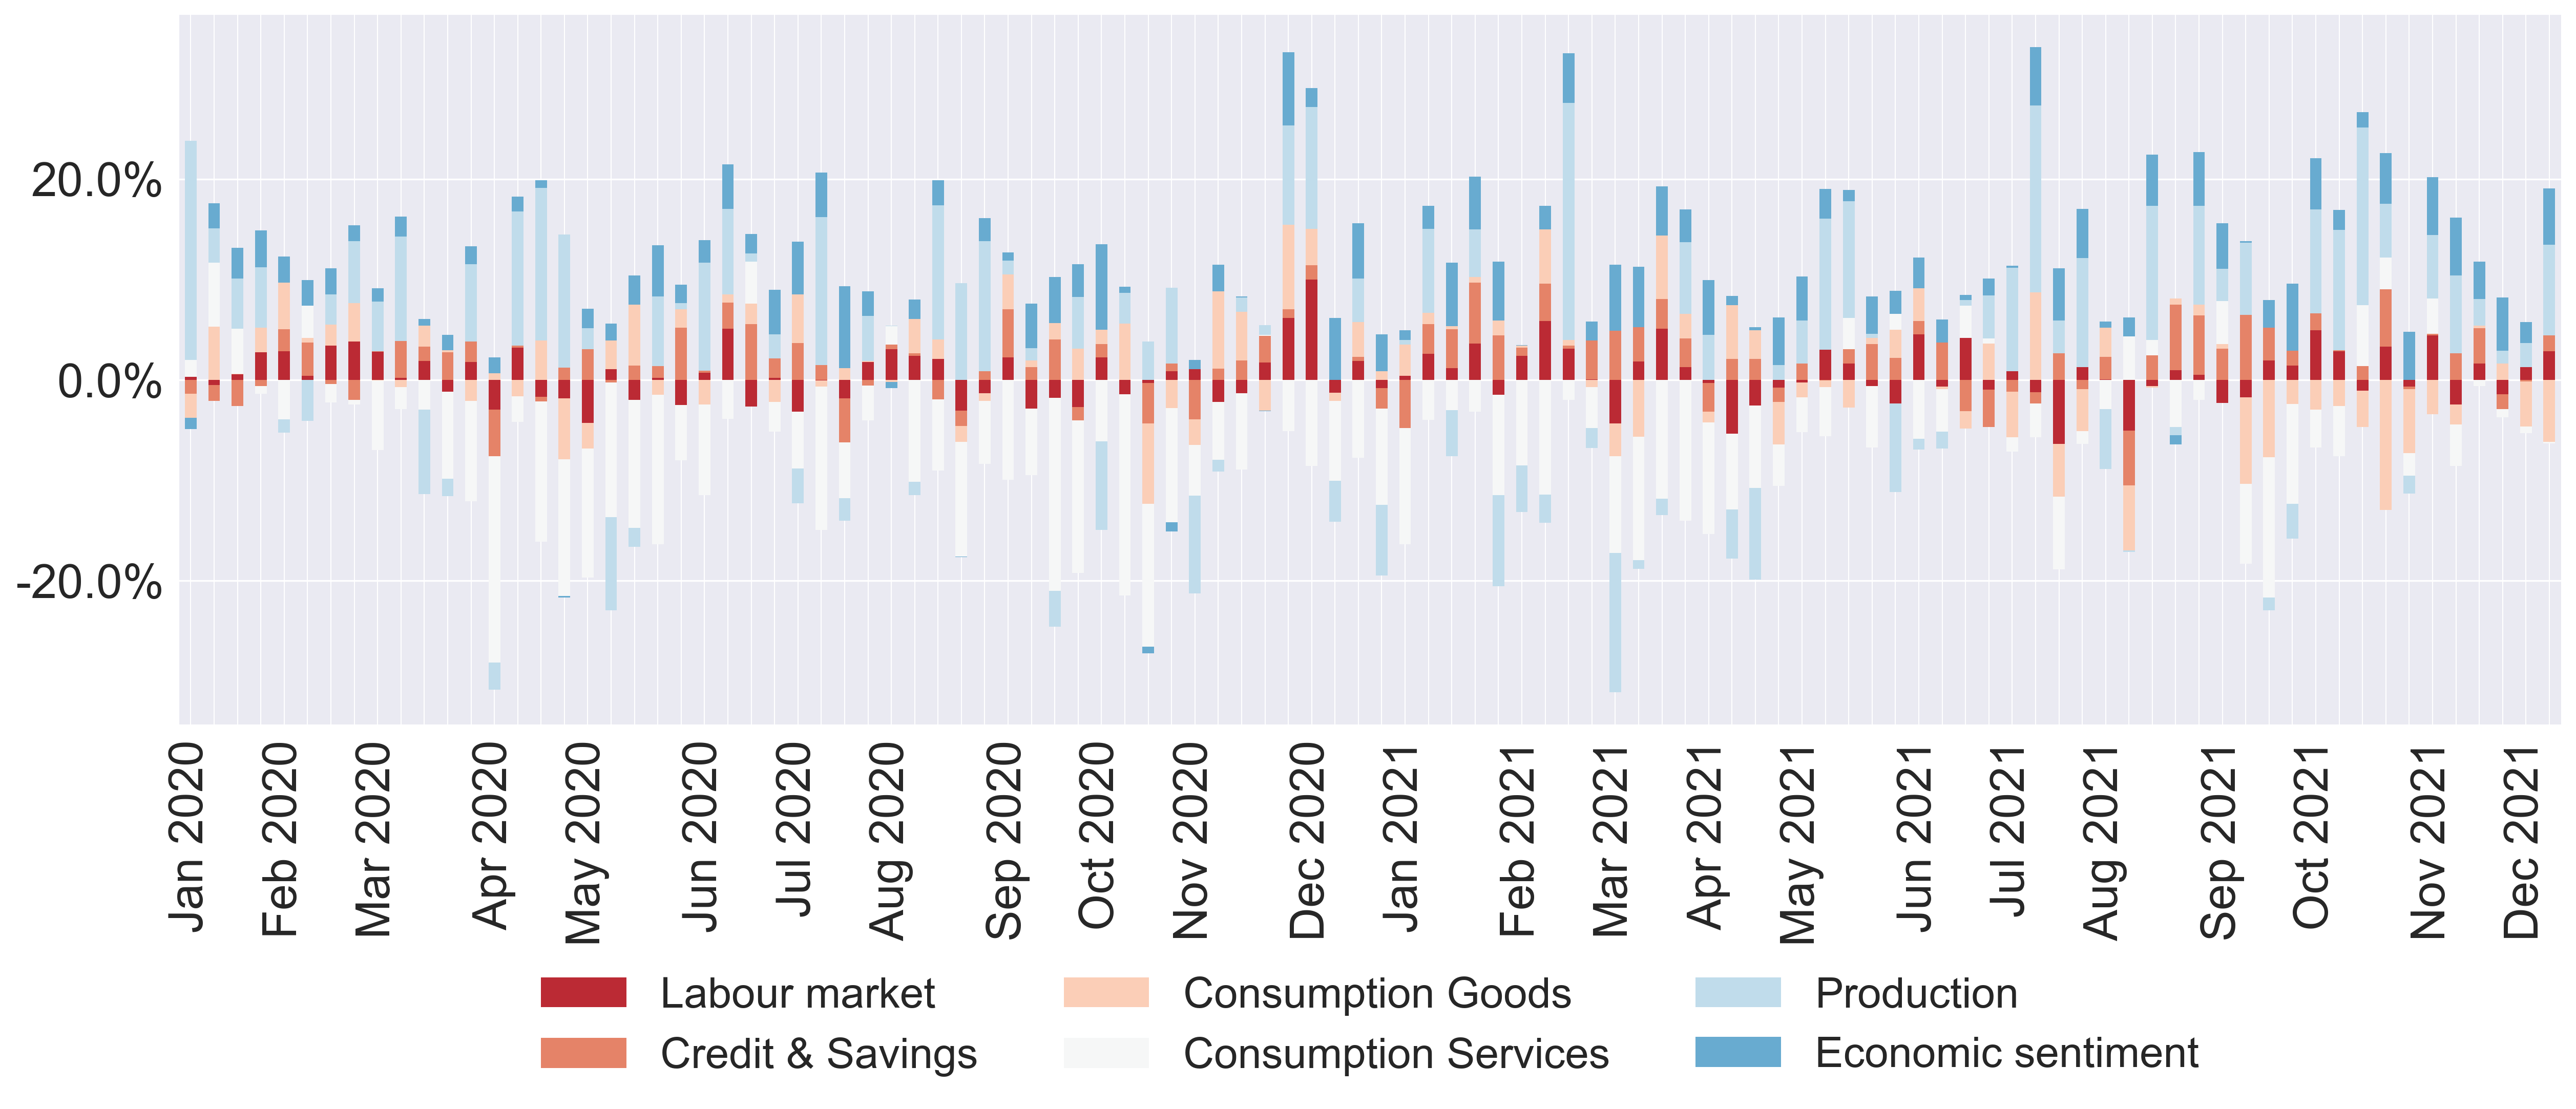 20.0%
0.0%
-20.0%
Jan 2020
Feb 2020
Mar 2020
Apr 2020
May 2020
Jun 2020
Jul 2020
Aug 2020
Sep 2020
Oct 2020
Nov 2020
Dec 2020
Jan 2021
Feb 2021
Mar 2021
Apr 2021
May 2021
Jun 2021
Jul 2021
Aug 2021
Sep 2021
Oct 2021
Nov 2021
Dec 2021
Labour market
Consumption Goods
Production
Credit & Savings
Consumption Services
Economic sentiment